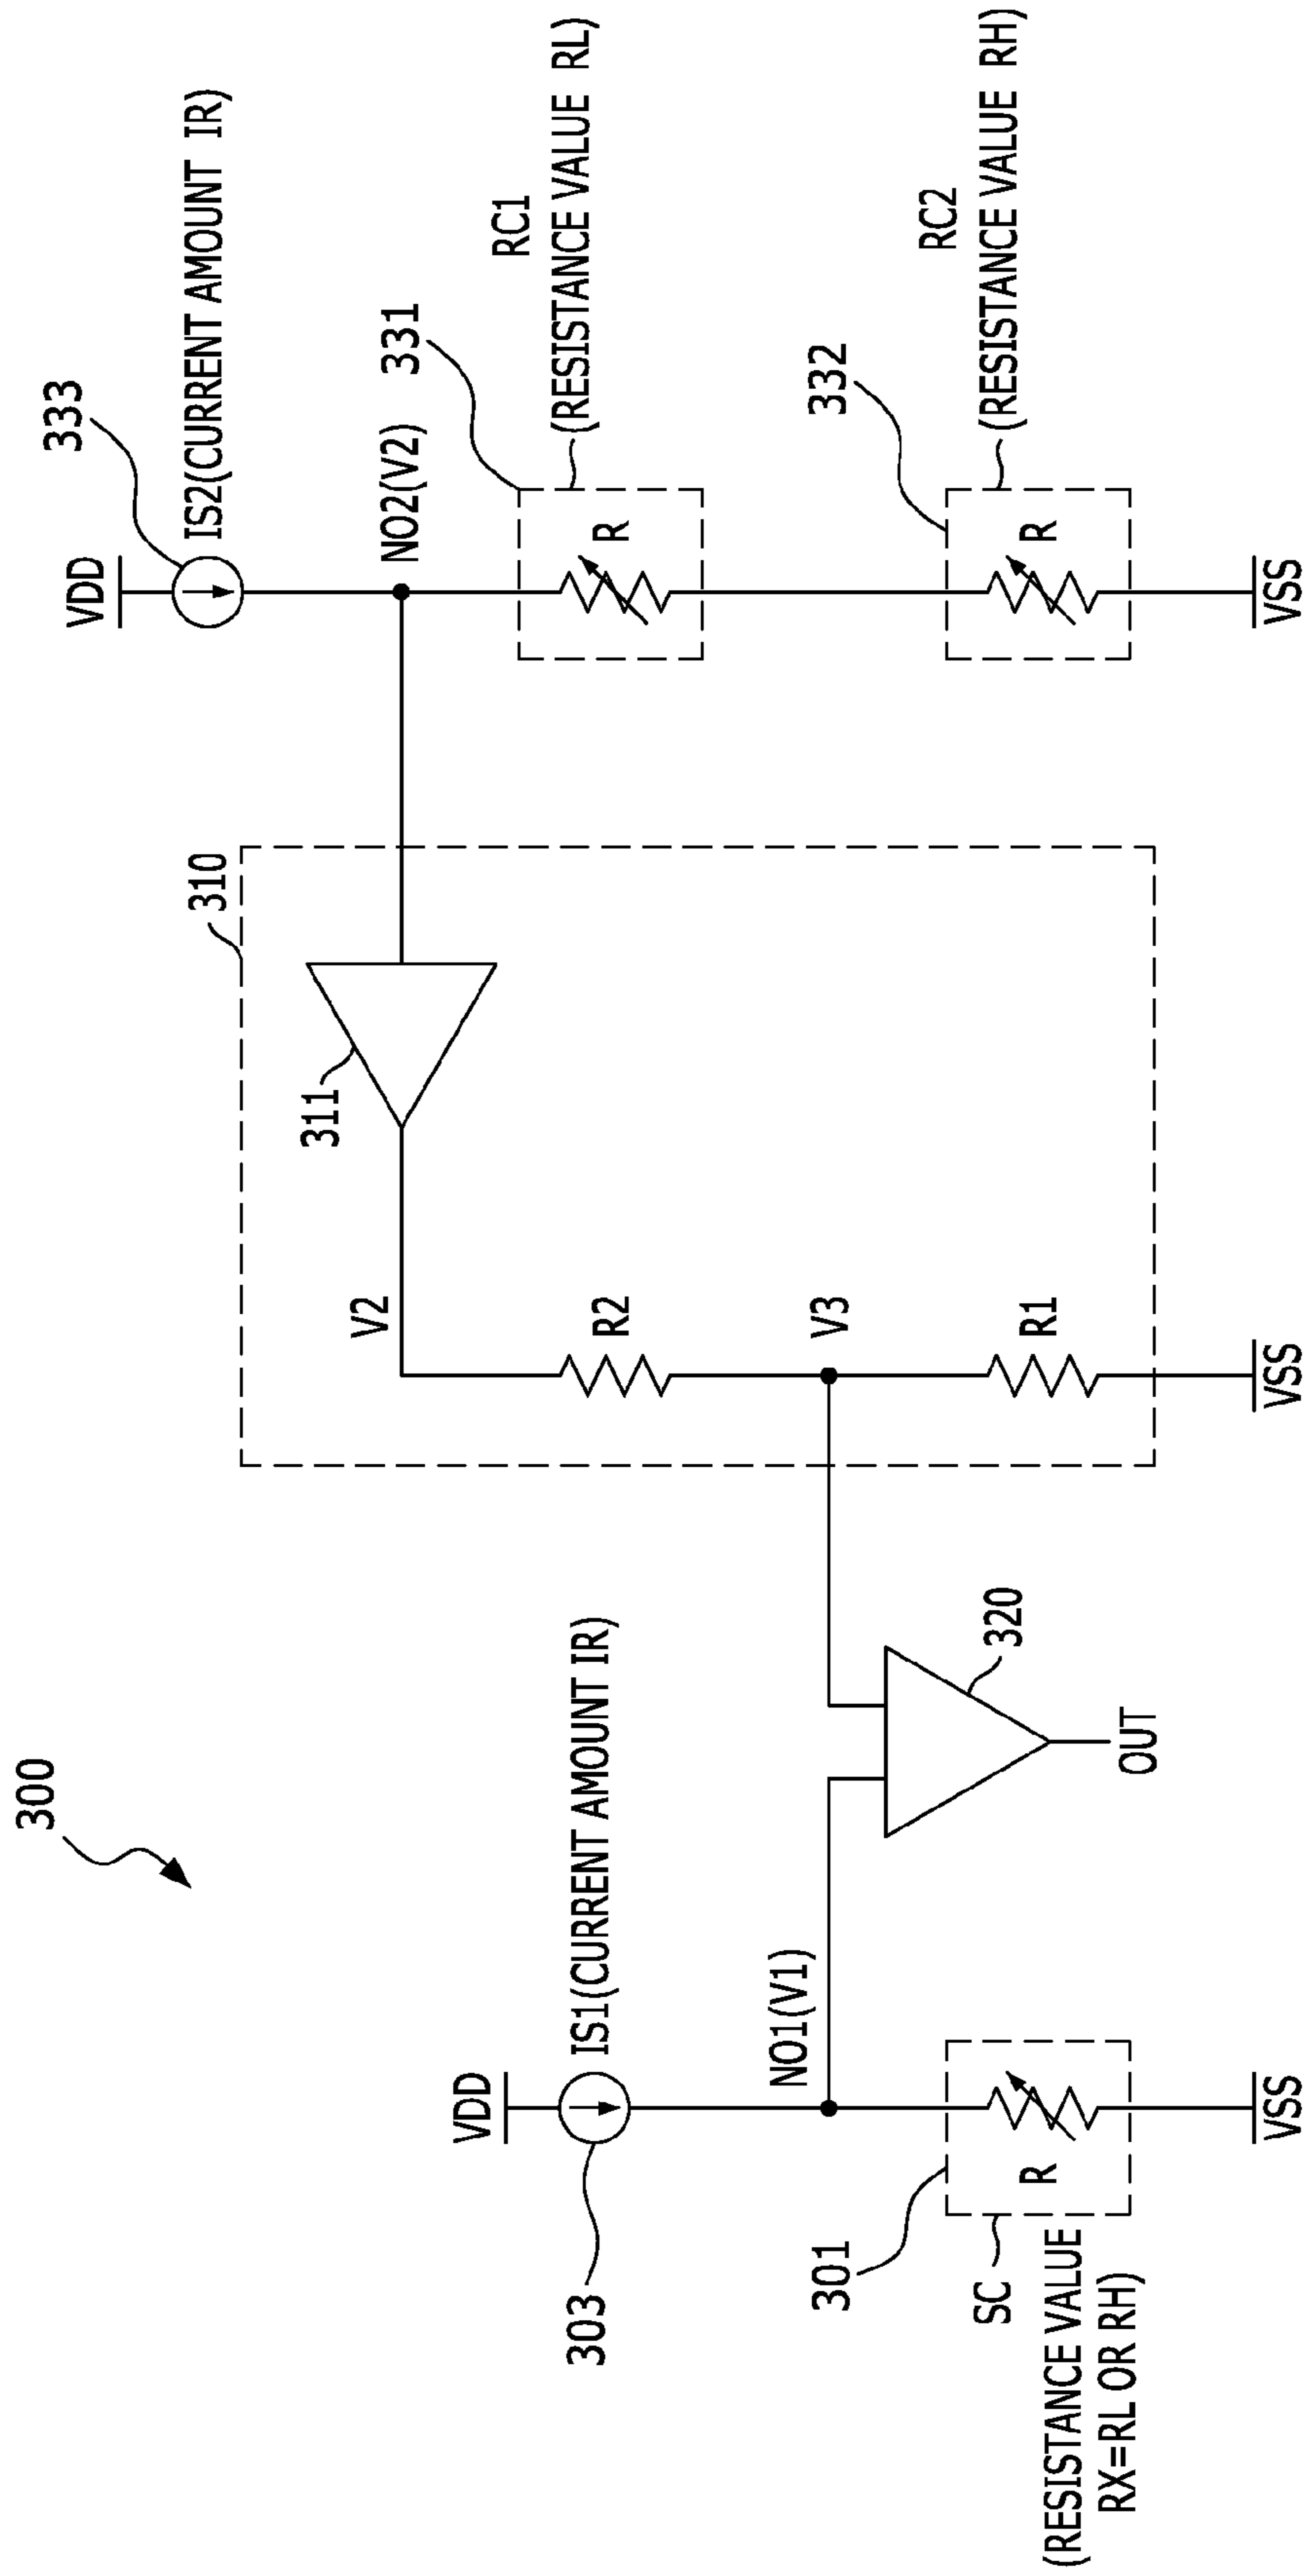 300
VDD
303
IS1(CURRENT AMOUNT IR)
NO1(V1)
301
R
SC
(RESISTANCE VALUE
RX=RL OR RH)
VSS
320
OUT
310
311
V2
R2
V3
R1
VSS
333
VDD
IS2(CURRENT AMOUNT IR)
NO2(V2)
331
R
RC1
(RESISTANCE VALUE RL)
332
R
RC2
(RESISTANCE VALUE RH)
VSS